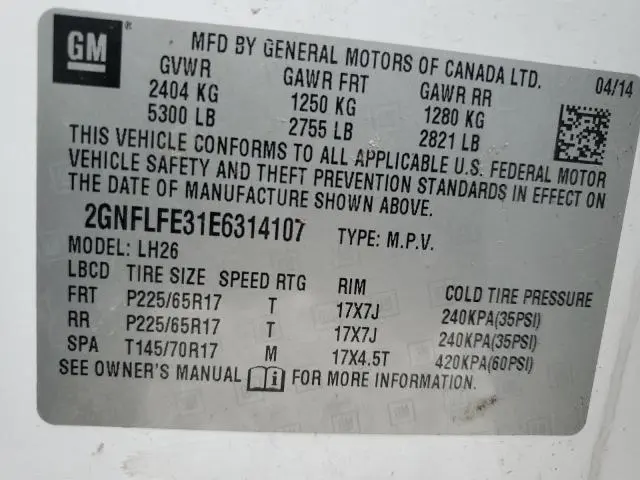 GM ®
MFD BY GENERAL MOTORS OF CANADA LTD.
04/14
GVWR GAWR FRT GAWR RR
2404 KG 1250 KG 1280 KG
5300 LB 2755 LB 2821 LB
THIS VEHICLE CONFORMS TO ALL APPLICABLE U.S. FEDERAL MOTOR
VEHICLE SAFETY AND THEFT PREVENTION STANDARDS IN EFFECT ON
THE DATE OF MANUFACTURE SHOWN ABOVE.
2GNFLFE31E6314107 TYPE: M.P.V.
MODEL: LH26
LBCD TIRE SIZE SPEED RTG RIM COLD TIRE PRESSURE
FRT P225/65R17 T 17X7J 240KPA(35PSI)
RR P225/65R17 T 17X7J 240KPA(35PSI)
SPA T145/70R17 M 17X4.5T 420KPA(60PSI)
SEE OWNER'S MANUAL i FOR MORE INFORMATION.